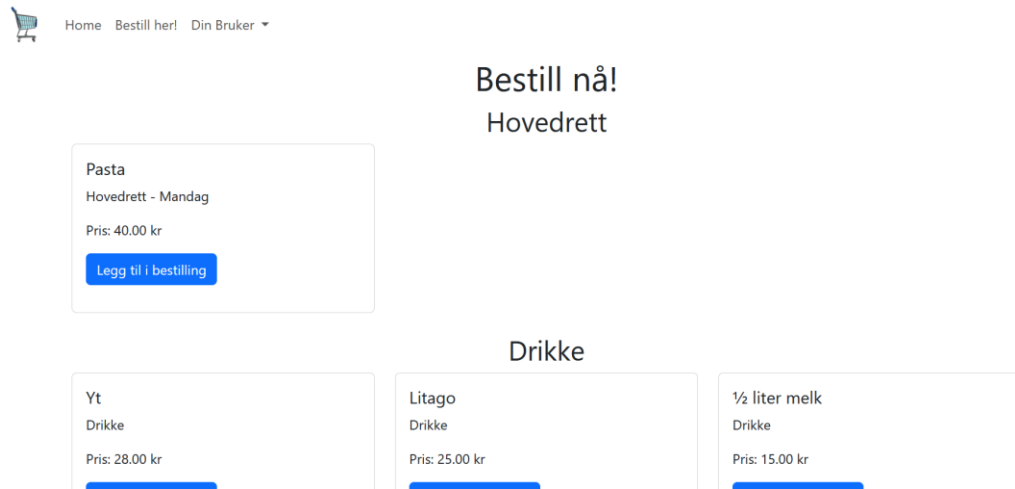 Home Bestill her! Din Bruker
Bestill nå!
Hovedrett
Pasta
Hovedrett - Mandag
Pris: 40.00 kr
Legg til i bestilling
Drikke
Yt
Drikke
Pris: 28.00 kr
Litago
Drikke
Pris: 25.00 kr
½ liter melk
Drikke
Pris: 15.00 kr